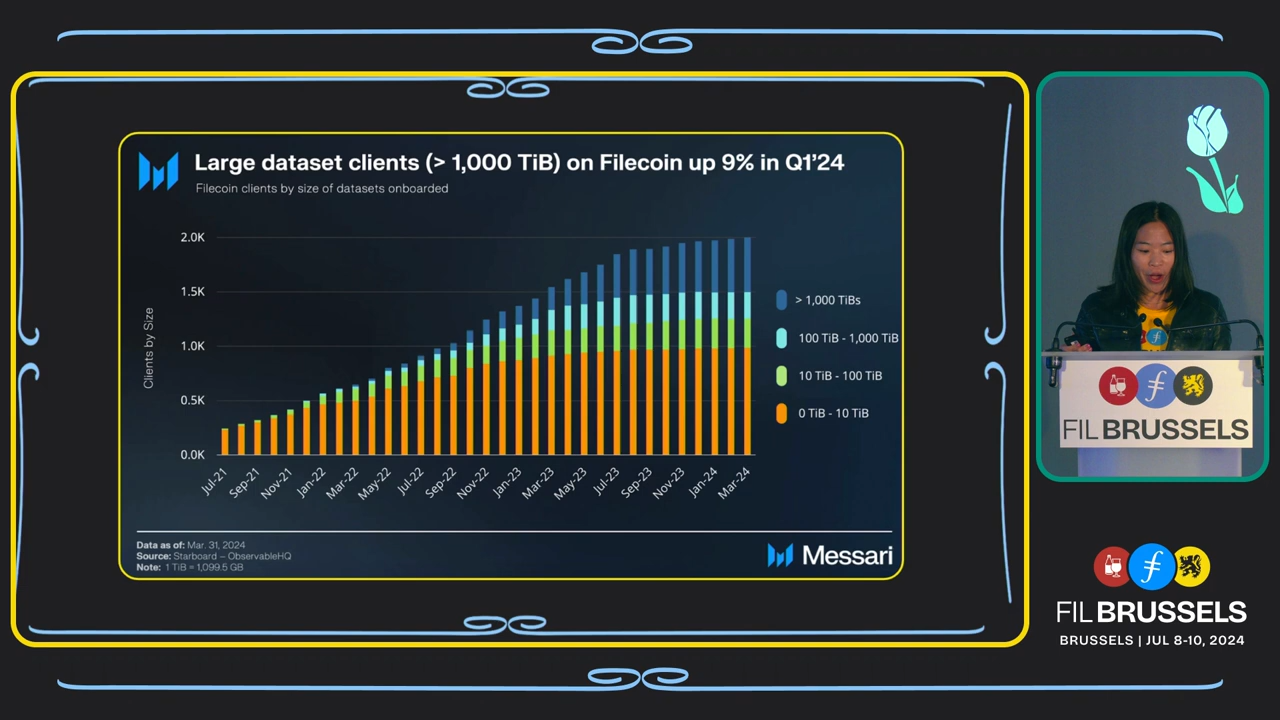 Large dataset clients (> 1,000 TiB) on Filecoin up 9% in Q1’24
Filecoin clients by size of datasets onboarded
Clients by Size
2.0K
1.5K
1.0K
0.5K
0.0K
Jul-21
Sep-21
Nov-21
Jan-22
Mar-22
May-22
Jul-22
Sep-22
Nov-22
Jan-23
Mar-23
May-23
Jul-23
Sep-23
Nov-23
Jan-24
Mar-24
> 1,000 TiBs
100 TiB - 1,000 TiB
10 TiB - 100 TiB
0 TiB - 10 TiB
Data as of: Mar. 31, 2024
Source: Starboard – ObservableHQ
Note: 1 TiB = 1,099.5 GB
Messari
FIL BRUSSELS
FIL BRUSSELS
BRUSSELS | JUL 8-10, 2024